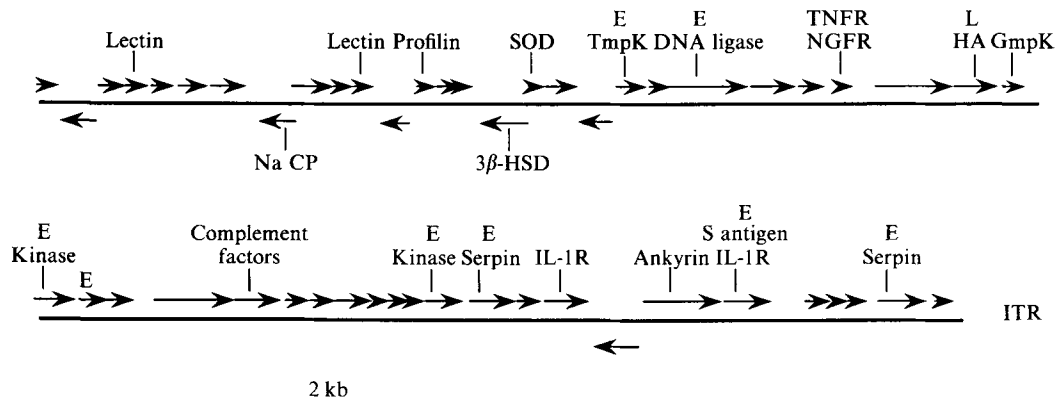 E E TNFR L
Lectin Lectin Profilin SOD TmpK DNA ligase NGFR HA GmpK
Na CP 3β-HSD
E Complement E E E S antigen E
Kinase E factors Kinase Serpin IL-1R Ankyrin IL-1R Serpin
ITR
2 kb